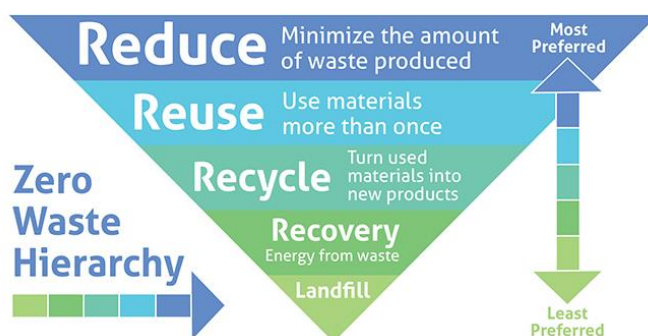 Reduce
Minimize the amount
of waste produced
Most
Preferred
Reuse
Use materials
more than once
Recycle
Turn used
materials into
new products
Zero
Waste
Hierarchy
Recovery
Energy from waste
Landfill
Least
Preferred